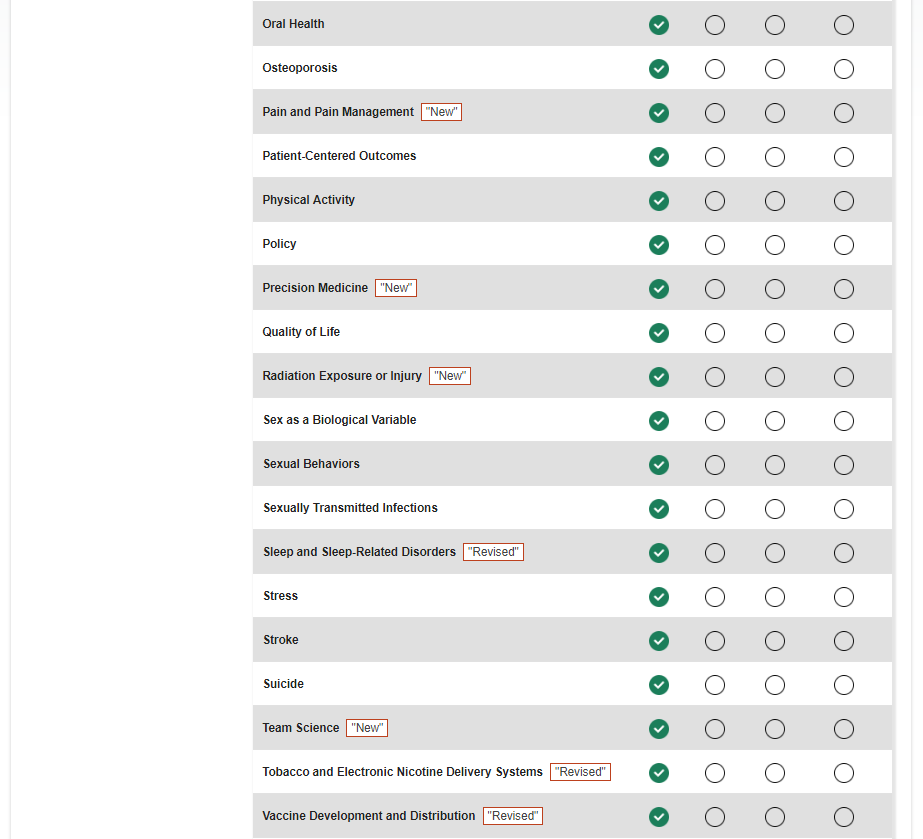 Oral Health
Osteoporosis
Pain and Pain Management "New"
Patient-Centered Outcomes
Physical Activity
Policy
Precision Medicine "New"
Quality of Life
Radiation Exposure or Injury "New"
Sex as a Biological Variable
Sexual Behaviors
Sexually Transmitted Infections
Sleep and Sleep-Related Disorders "Revised"
Stress
Stroke
Suicide
Team Science "New"
Tobacco and Electronic Nicotine Delivery Systems "Revised"
Vaccine Development and Distribution "Revised"